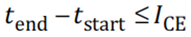 t_end − t_start ≤ I_CE